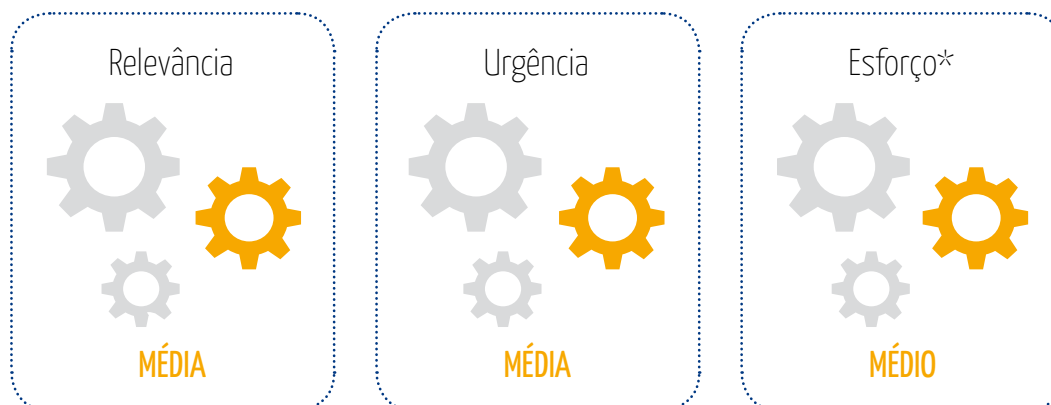 Relevância
MÉDIA
Urgência
MÉDIA
Esforço*
MÉDIO